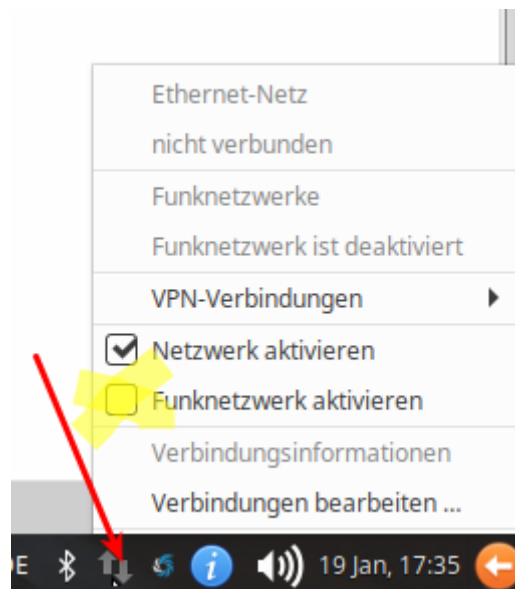 Ethernet-Netz
nicht verbunden
Funknetzwerke
Funknetzwerk ist deaktiviert
VPN-Verbindungen
Netzwerk aktivieren
Funknetzwerk aktivieren
Verbindungsinformationen
Verbindungen bearbeiten ...
E 19 Jan, 17:35